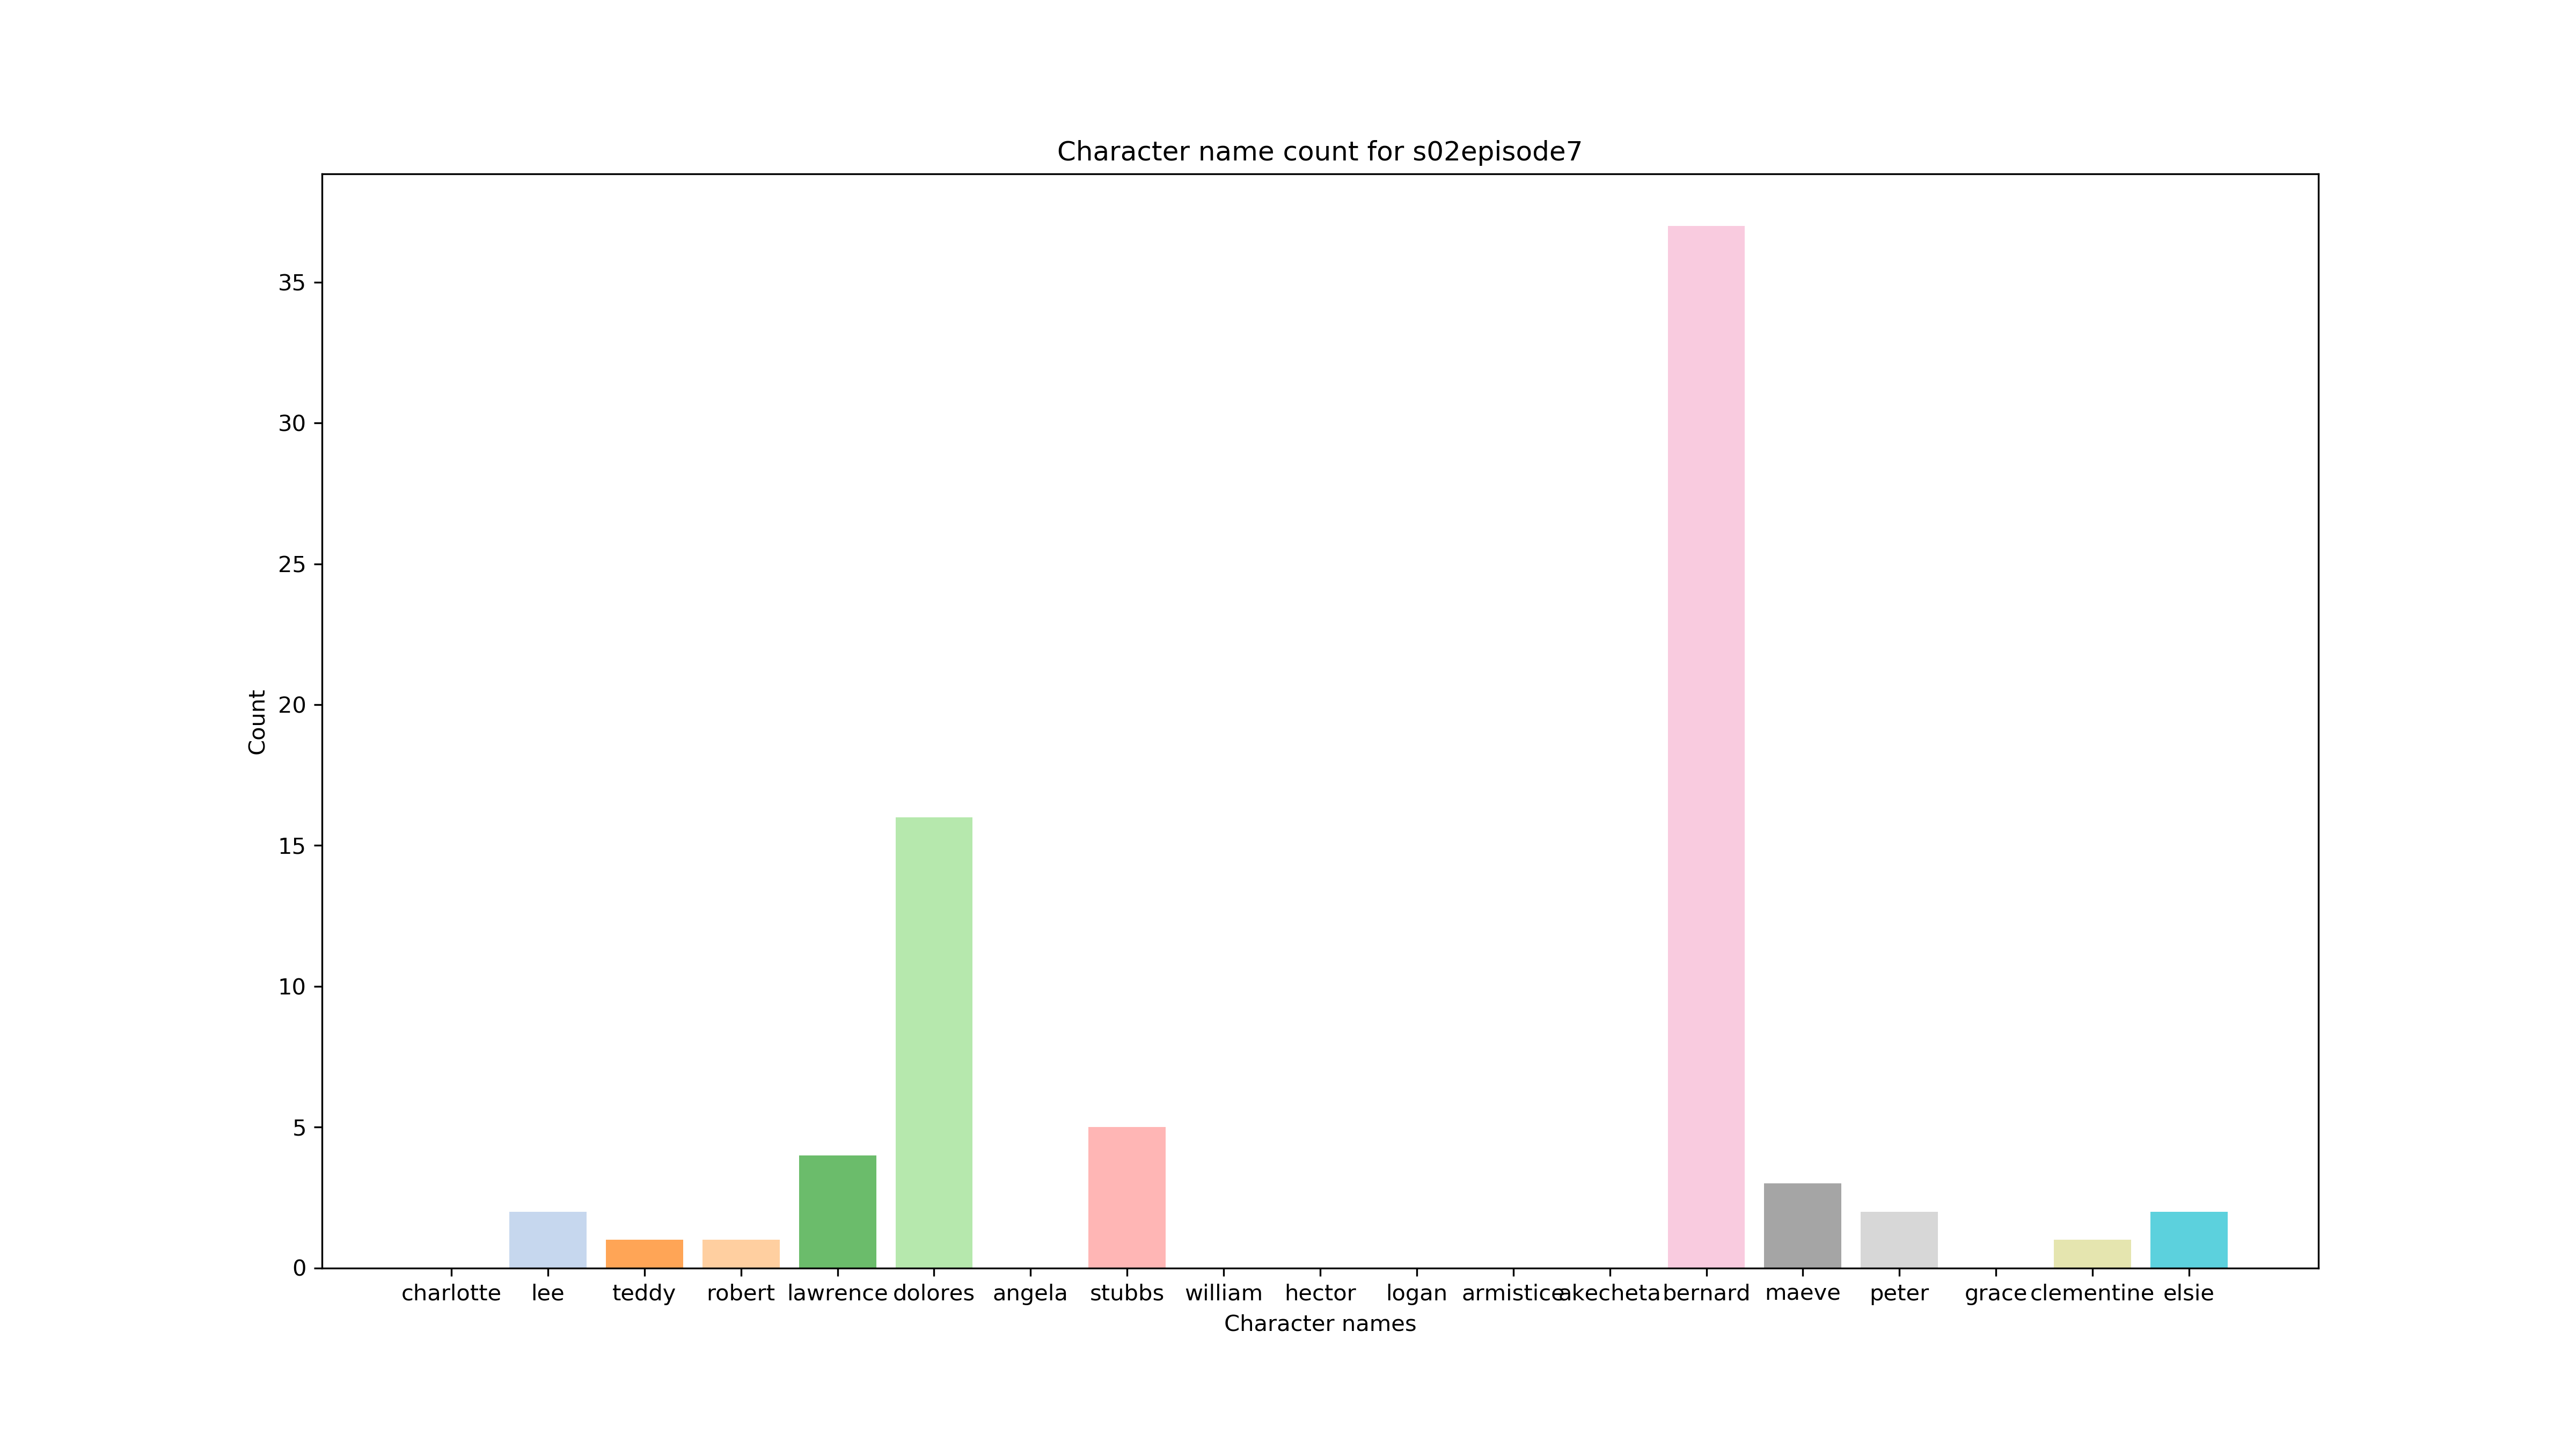 Character name count for s02episode7
35
30
25
20
15
10
5
0
Count
charlotte lee teddy robert lawrence dolores angela stubbs william hector logan armistice akecheta bernard maeve peter grace clementine elsie
Character names